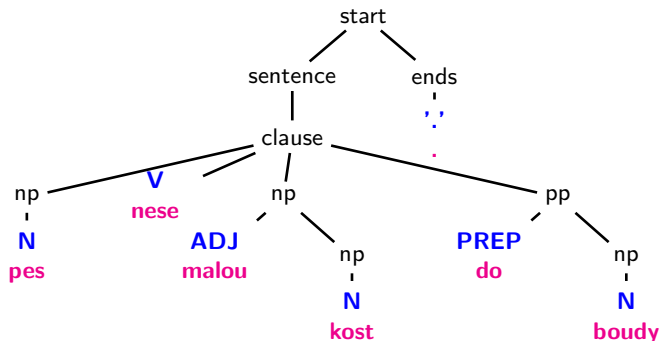 start
sentence ends
'.'
clause .
np V np pp
nese
N ADJ np PREP np
pes malou do
N N
kost boudy